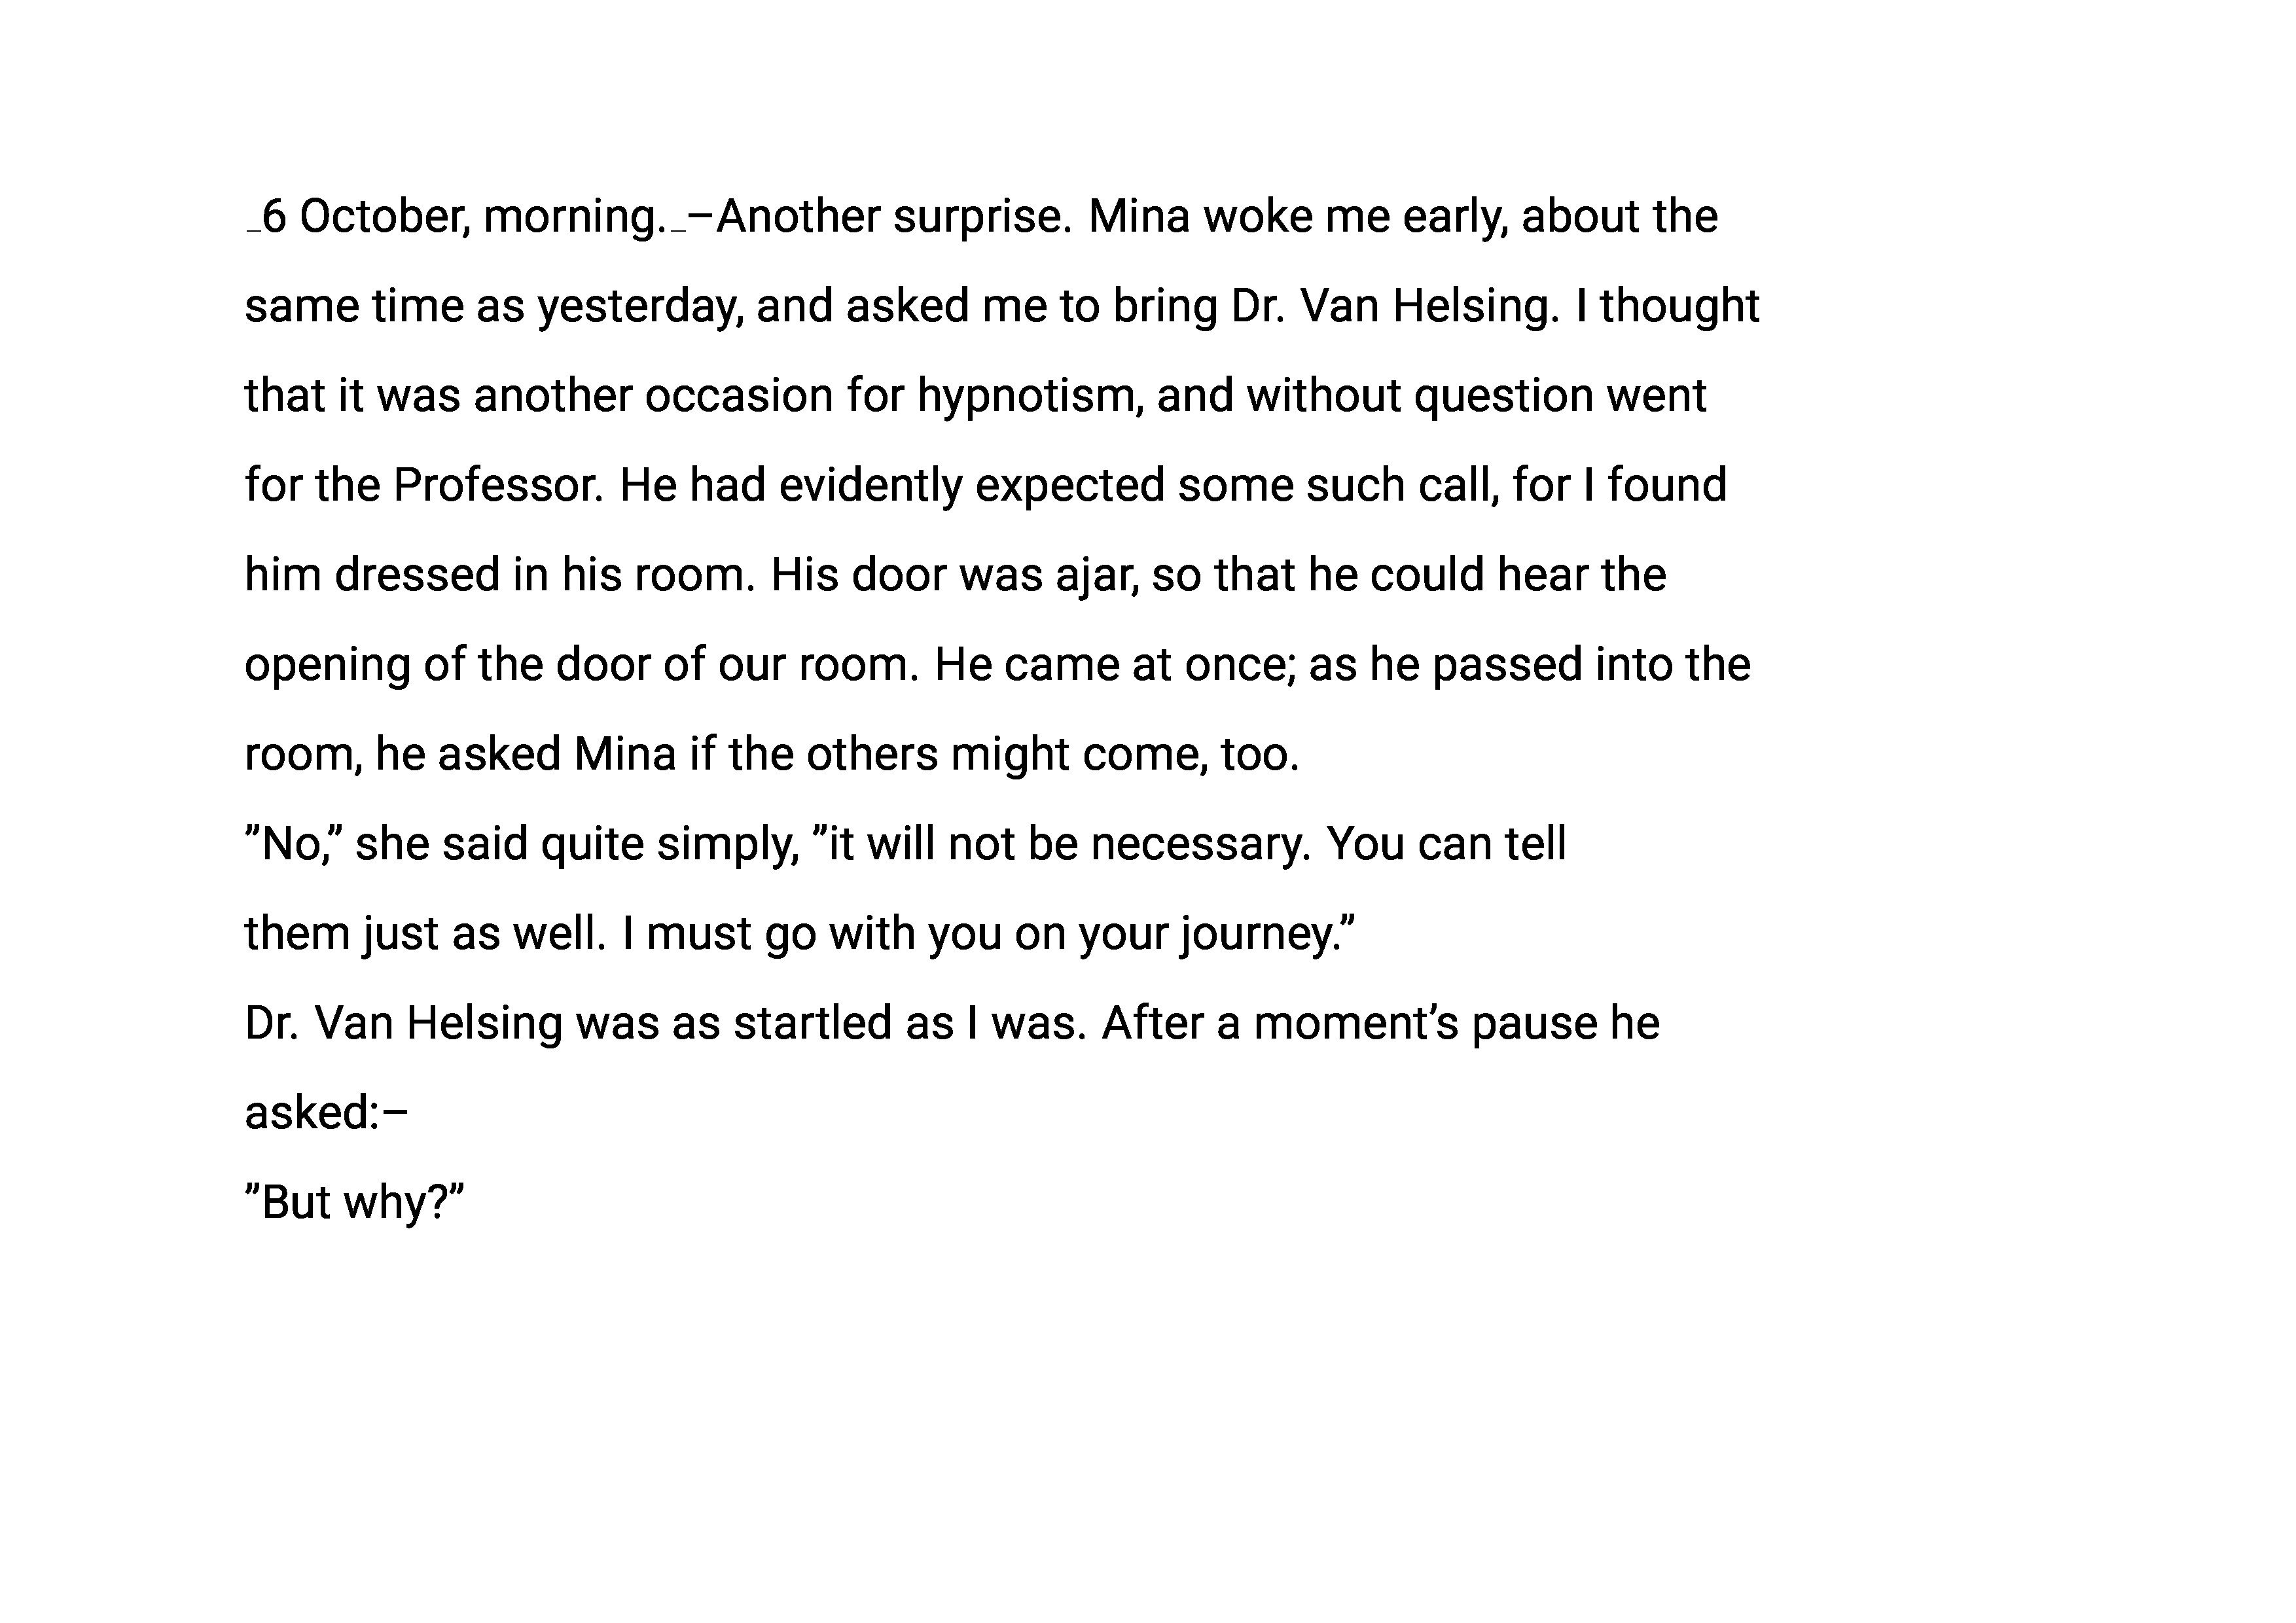 _6 October, morning._–Another surprise. Mina woke me early, about the
same time as yesterday, and asked me to bring Dr. Van Helsing. I thought
that it was another occasion for hypnotism, and without question went
for the Professor. He had evidently expected some such call, for I found
him dressed in his room. His door was ajar, so that he could hear the
opening of the door of our room. He came at once; as he passed into the
room, he asked Mina if the others might come, too.
”No,” she said quite simply, ”it will not be necessary. You can tell
them just as well. I must go with you on your journey.”
Dr. Van Helsing was as startled as I was. After a moment’s pause he
asked:–
”But why?”